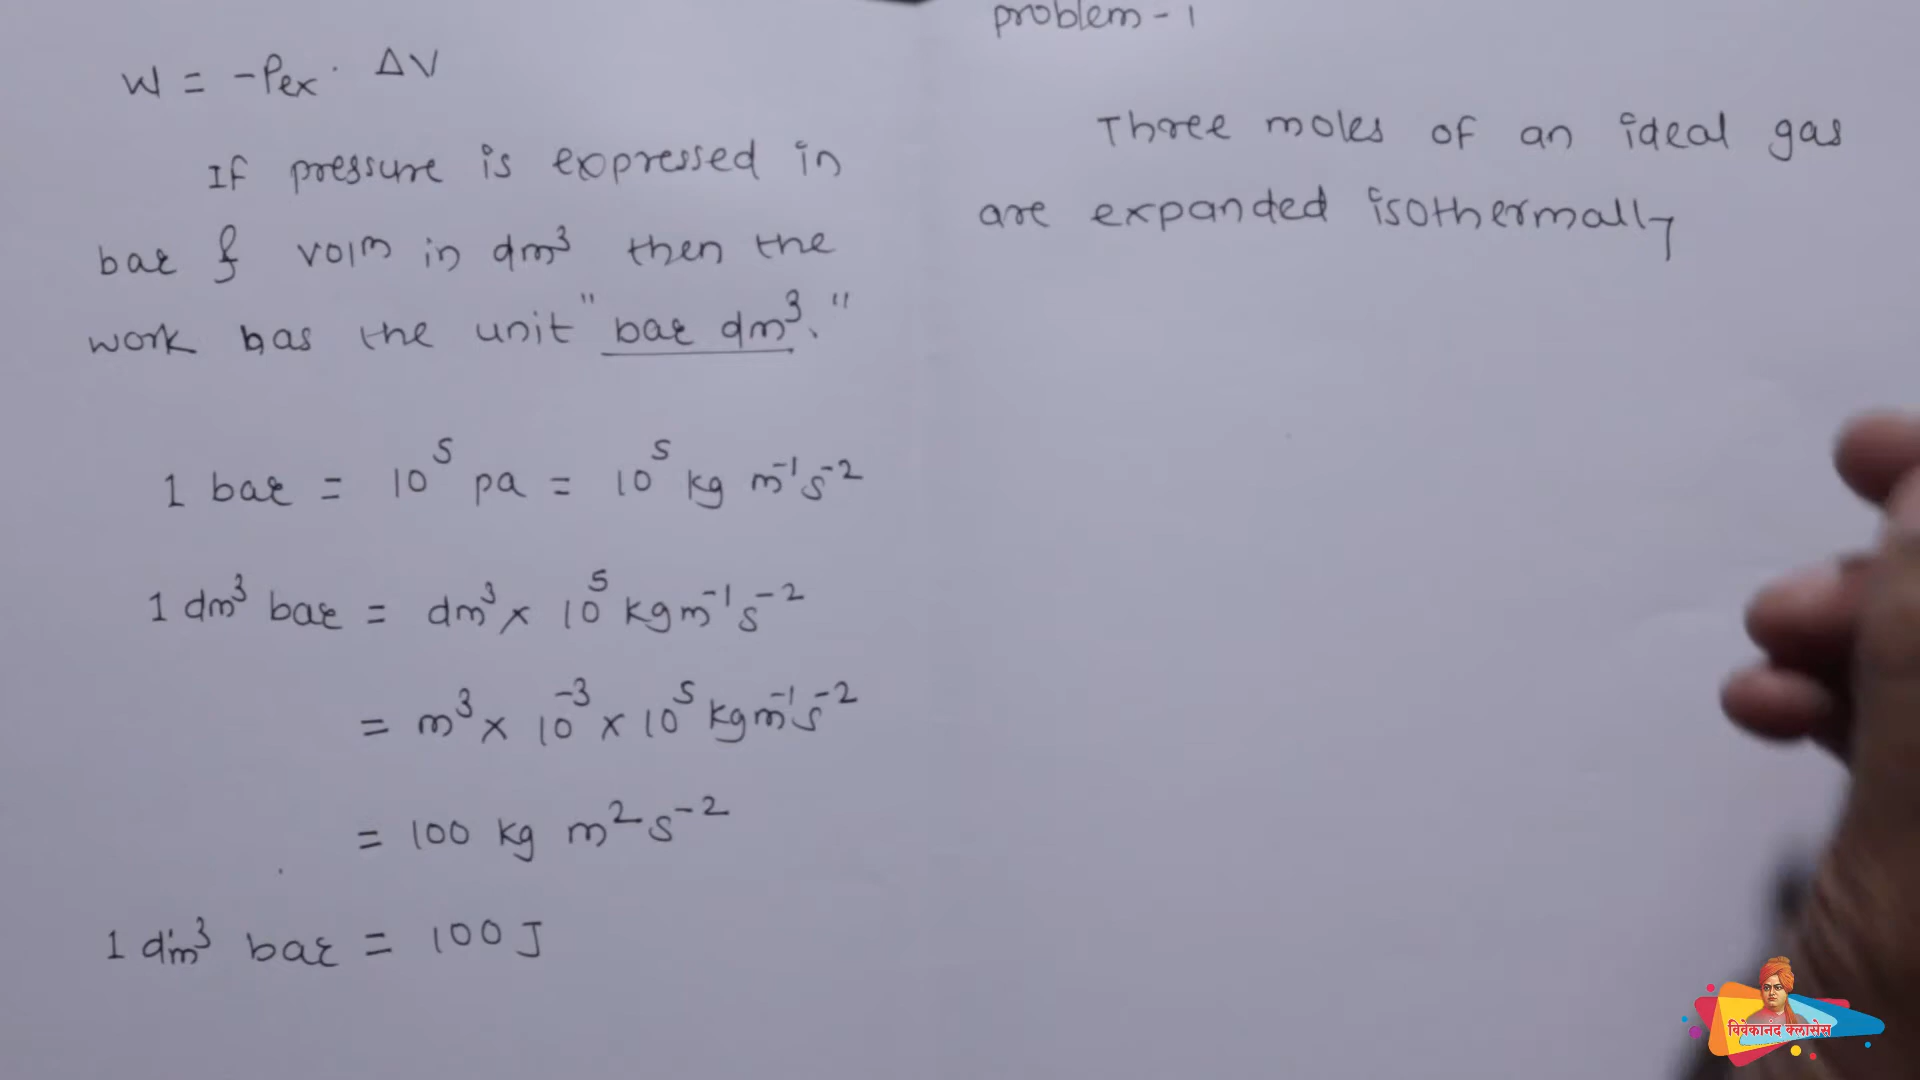 W = -Pex · ΔV
If pressure is expressed in
bar & volm in dm³ then the
work has the unit "bar dm³."
1 bar = 10⁵ pa = 10⁵ kg m⁻¹s⁻²
1 dm³ bar = dm³ × 10⁵ kg m⁻¹s⁻²
= m³ × 10⁻³ × 10⁵ kg m⁻¹s⁻²
= 100 kg m² s⁻²
1 dm³ bar = 100 J
problem - 1
Three moles of an ideal gas
are expanded isothermally
विवेकानंद क्लासेस